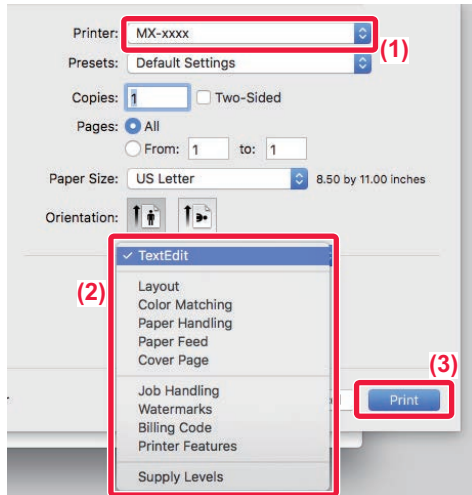 Printer: MX-xxxx
(1)
Presets: Default Settings
Copies: 1 Two-Sided
Pages: All
From: 1 to: 1
Paper Size: US Letter 8.50 by 11.00 inches
Orientation:
(2)
✓ TextEdit
Layout
Color Matching
Paper Handling
Paper Feed
Cover Page
Job Handling
Watermarks
Billing Code
Printer Features
Supply Levels
(3)
Print